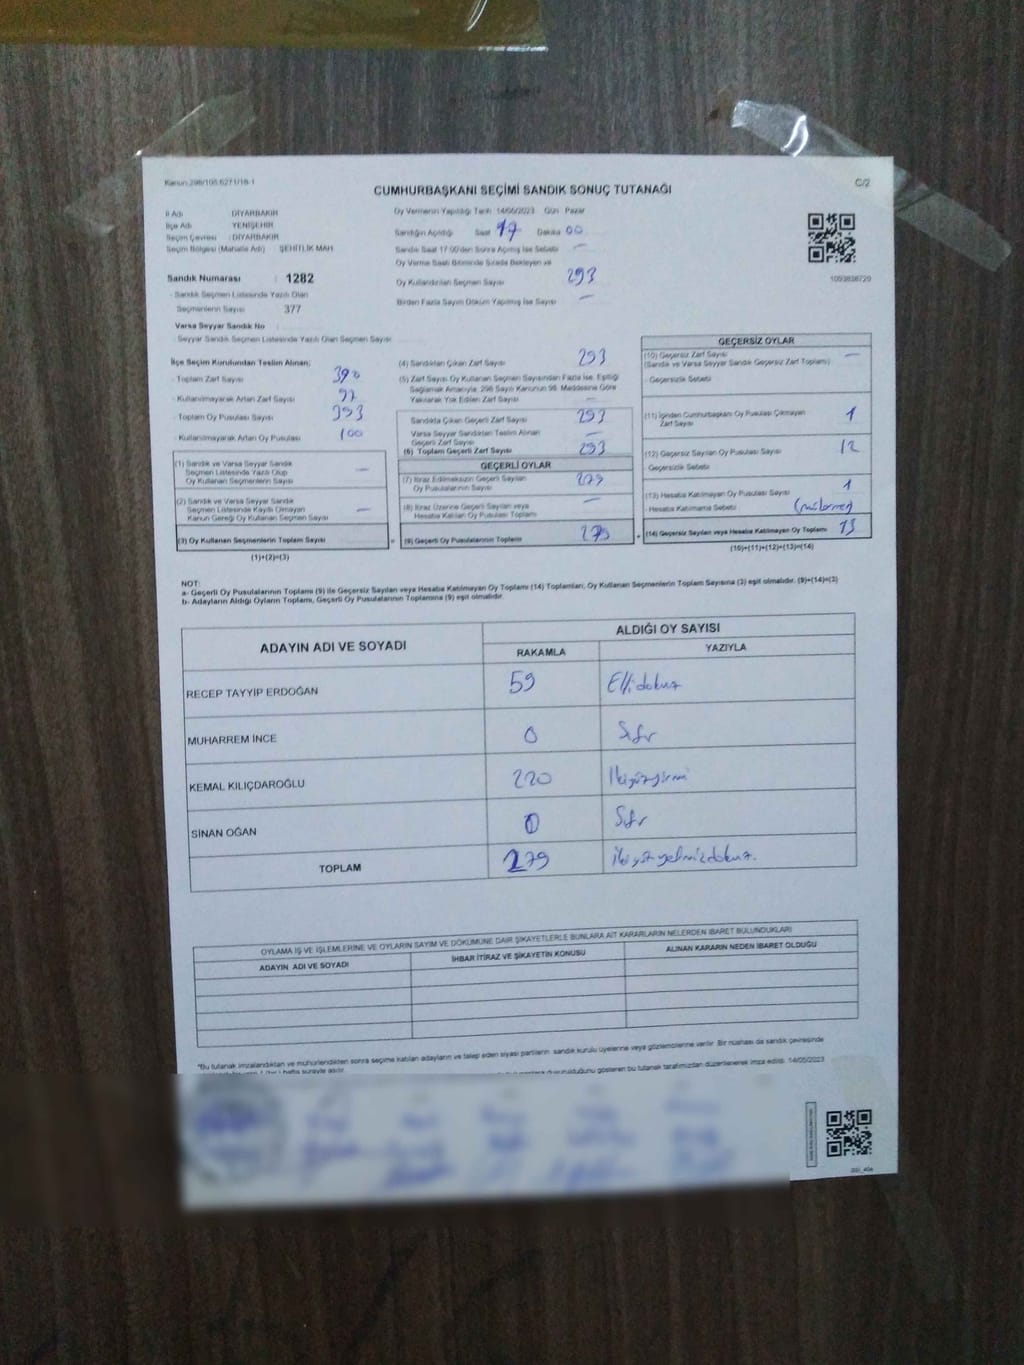 Kanun:298/105.6271/16-1
C/2
CUMHURBAŞKANI SEÇİMİ SANDIK SONUÇ TUTANAĞI
İl Adı : DİYARBAKIR
İlçe Adı : YENİŞEHİR
Seçim Çevresi : DİYARBAKIR
Seçim Bölgesi (Mahalle Adı) : ŞEHİTLİK MAH.
Sandık Numarası : 1282
- Sandık Seçmen Listesinde Yazılı Olan
Seçmenlerin Sayısı 377
Varsa Seyyar Sandık No
- Seyyar Sandık Seçmen Listesinde Yazılı Olan Seçmen Sayısı
Oy Vermenin Yapıldığı Tarih: 14/05/2023 Gün Pazar
Sandığın Açıldığı Saat 17 Dakika 00
Sandık Saat 17:00'den Sonra Açılmış İse Sebebi —
Oy Verme Saati Bitiminde Sırada Bekleyen ve
Oy Kullandırılan Seçmen Sayısı 293
Birden Fazla Sayım Döküm Yapılmış İse Sayısı —
1093838720
İlçe Seçim Kurulundan Teslim Alınan;
- Toplam Zarf Sayısı 390
- Kullanılmayarak Artan Zarf Sayısı 97
- Toplam Oy Pusulası Sayısı 393
- Kullanılmayarak Artan Oy Pusulası 100
(1) Sandık ve Varsa Seyyar Sandık
Seçmen Listesinde Yazılı Olup
Oy Kullanan Seçmenlerin Sayısı —
(2) Sandık ve Varsa Seyyar Sandık
Seçmen Listesinde Kaydı Olmayan
Kanun Gereği Oy Kullanan Seçmen Sayısı —
(3) Oy Kullanan Seçmenlerin Toplam Sayısı
(1)+(2)=(3)
(4) Sandıktan Çıkan Zarf Sayısı 293
(5) Zarf Sayısı Oy Kullanan Seçmen Sayısından Fazla İse, Eşitliği
Sağlamak Amacıyla, 298 Sayılı Kanunun 98. Maddesine Göre
Yakılarak Yok Edilen Zarf Sayısı —
Sandıkta Çıkan Geçerli Zarf Sayısı 293
Varsa Seyyar Sandıktan Teslim Alınan
Geçerli Zarf Sayısı —
(6) Toplam Geçerli Zarf Sayısı 293
GEÇERLİ OYLAR
(7) İtiraz Edilmeksizin Geçerli Sayılan
Oy Pusulalarının Sayısı 279
(8) İtiraz Üzerine Geçerli Sayılan veya
Hesaba Katılan Oy Pusulası Toplamı —
= (9) Geçerli Oy Pusulalarının Toplamı 279
GEÇERSİZ OYLAR
(10) Geçersiz Zarf Sayısı —
(Sandık ve Varsa Seyyar Sandık Geçersiz Zarf Toplamı)
- Geçersizlik Sebebi
(11) İçinden Cumhurbaşkanı Oy Pusulası Çıkmayan
Zarf Sayısı 1
(12) Geçersiz Sayılan Oy Pusulası Sayısı 12
- Geçersizlik Sebebi
(13) Hesaba Katılmayan Oy Pusulası Sayısı 1
- Hesaba Katılmama Sebebi
+ (14) Geçersiz Sayılan veya Hesaba Katılmayan Oy Toplamı 13
(10)+(11)+(12)+(13)=(14)
NOT:
a- Geçerli Oy Pusulalarının Toplamı (9) ile Geçersiz Sayılan veya Hesaba Katılmayan Oy Toplamı (14) Toplamları, Oy Kullanan Seçmenlerin Toplam Sayısına (3) eşit olmalıdır. (9)+(14)=(3)
b- Adayların Aldığı Oyların Toplamı, Geçerli Oy Pusulalarının Toplamına (9) eşit olmalıdır.
ADAYIN ADI VE SOYADI
ALDIĞI OY SAYISI
RAKAMLA YAZIYLA
RECEP TAYYİP ERDOĞAN 59 Elli dokuz
MUHARREM İNCE 0 Sıfır
KEMAL KILIÇDAROĞLU 220 İkiyüzyirmi
SİNAN OĞAN 0 Sıfır
TOPLAM 279 İkiyüzyetmişdokuz.
OYLAMA İŞ VE İŞLEMLERİNE VE OYLARIN SAYIM VE DÖKÜMÜNE DAİR ŞİKAYETLERLE BUNLARA AİT KARARLARIN NELERDEN İBARET BULUNDUKLARI
ADAYIN ADI VE SOYADI İHBAR İTİRAZ VE ŞİKAYETİN KONUSU ALINAN KARARIN NEDEN İBARET OLDUĞU
*Bu tutanak imzalandıktan ve mühürlendikten sonra seçime katılan adayların ve talep eden siyasi partilerin sandık kurulu üyelerine veya gözlemcilerine verilir. Bir nüshası da sandık çevresinde
bu tutanak tarafımızdan düzenlenerek imza edildi. 14/05/2023